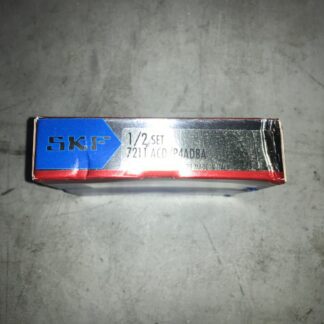 SKF
1/2 SET
7211 ACD/P4ADBA